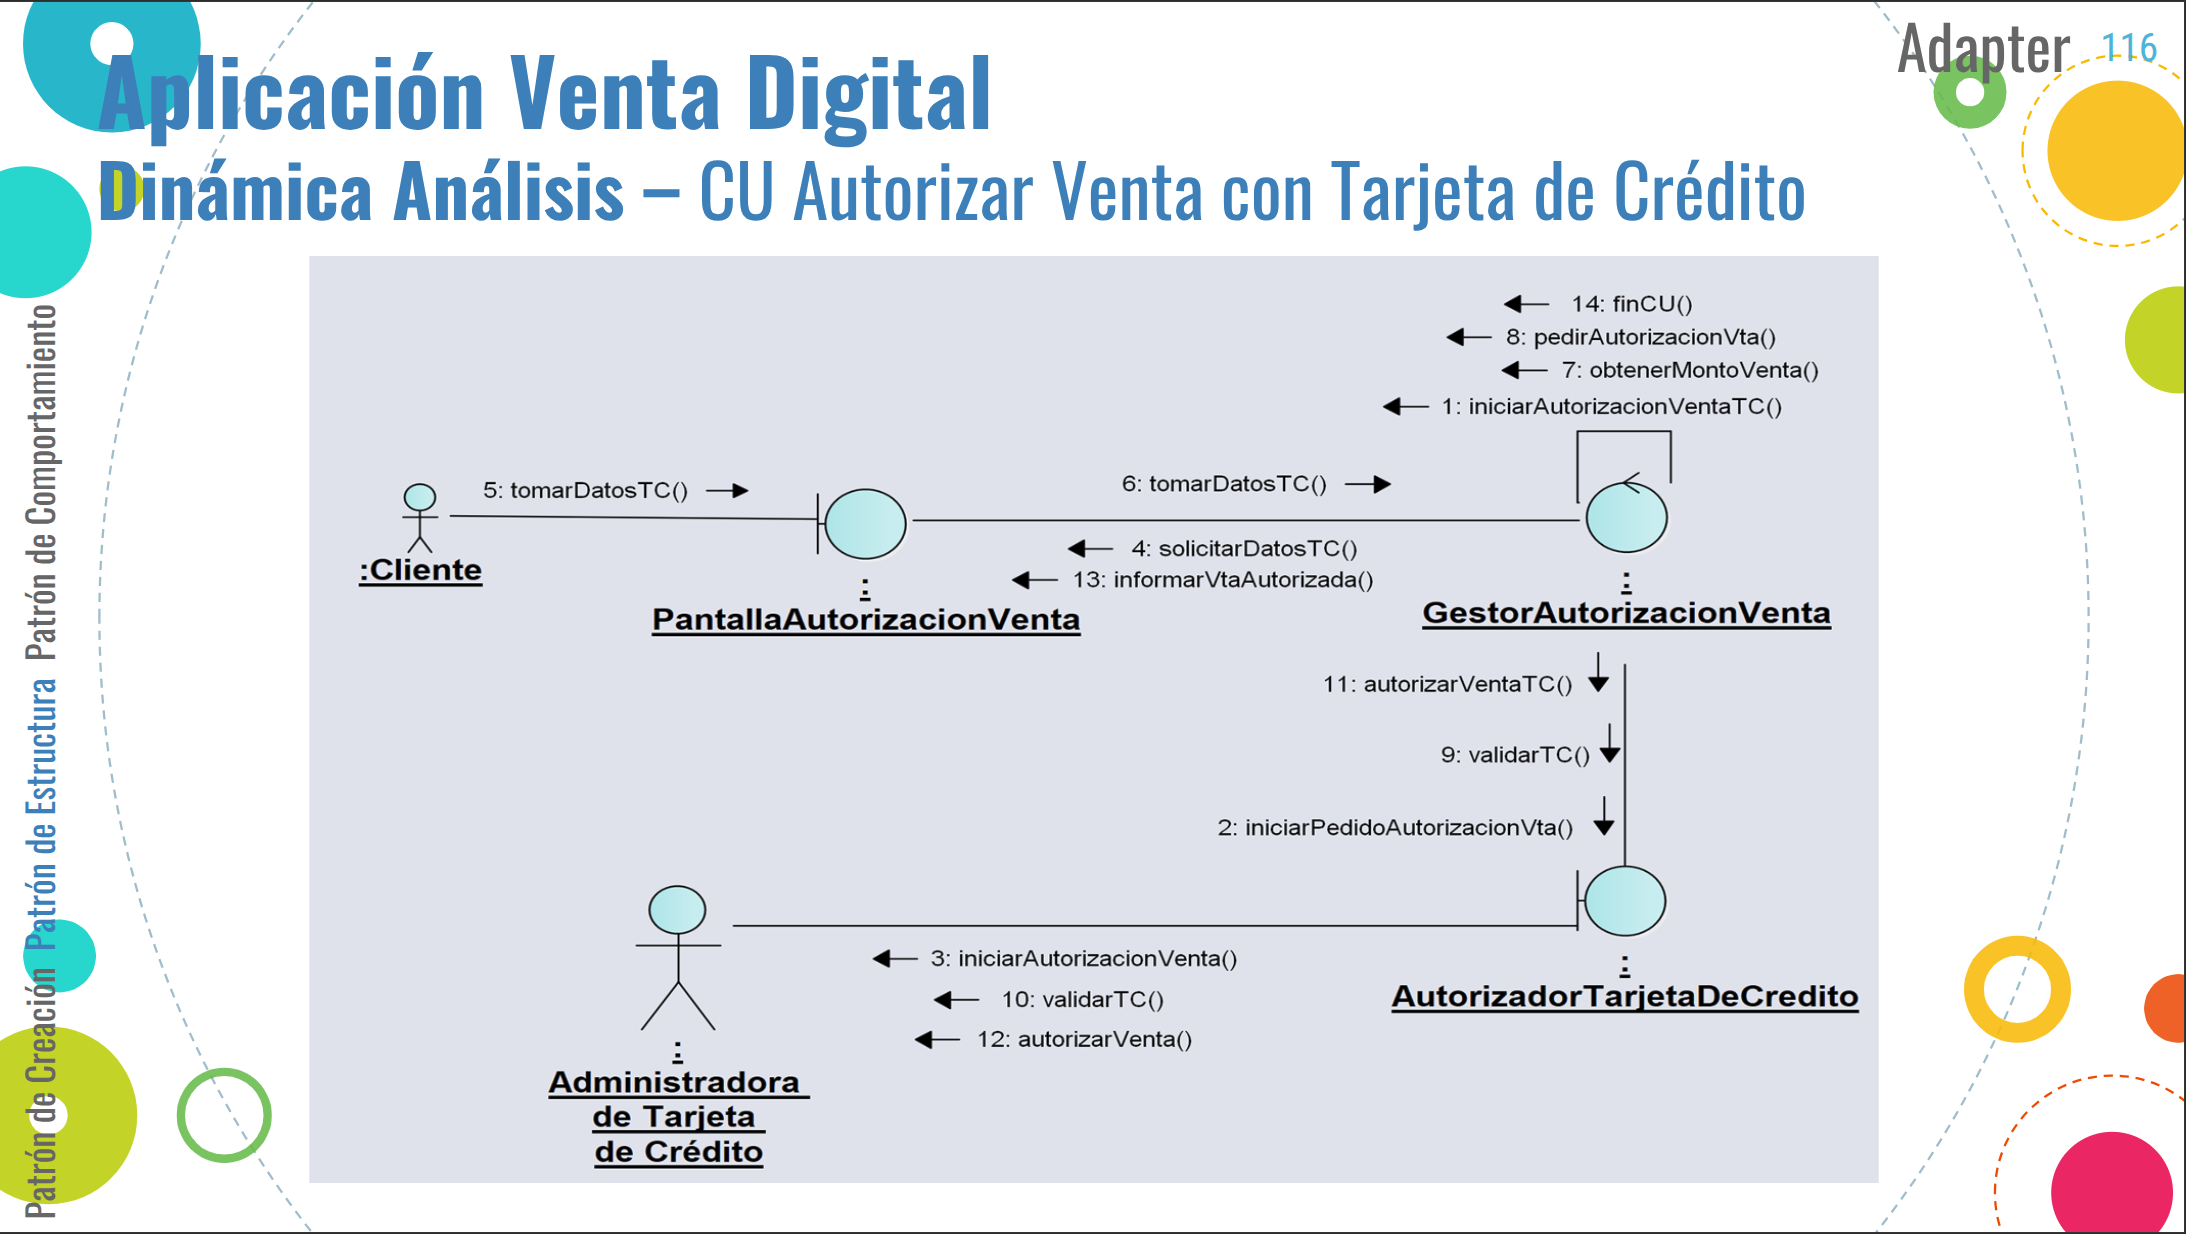 Adapter 116
Aplicación Venta Digital
Dinámica Análisis – CU Autorizar Venta con Tarjeta de Crédito
Patrón de Creación Patrón de Estructura Patrón de Comportamiento
14: finCU()
8: pedirAutorizacionVta()
7: obtenerMontoVenta()
1: iniciarAutorizacionVentaTC()
5: tomarDatosTC()
6: tomarDatosTC()
4: solicitarDatosTC()
13: informarVtaAutorizada()
:Cliente
:
PantallaAutorizacionVenta
:
GestorAutorizacionVenta
11: autorizarVentaTC()
9: validarTC()
2: iniciarPedidoAutorizacionVta()
3: iniciarAutorizacionVenta()
10: validarTC()
12: autorizarVenta()
:
AutorizadorTarjetaDeCredito
:
Administradora
de Tarjeta
de Crédito